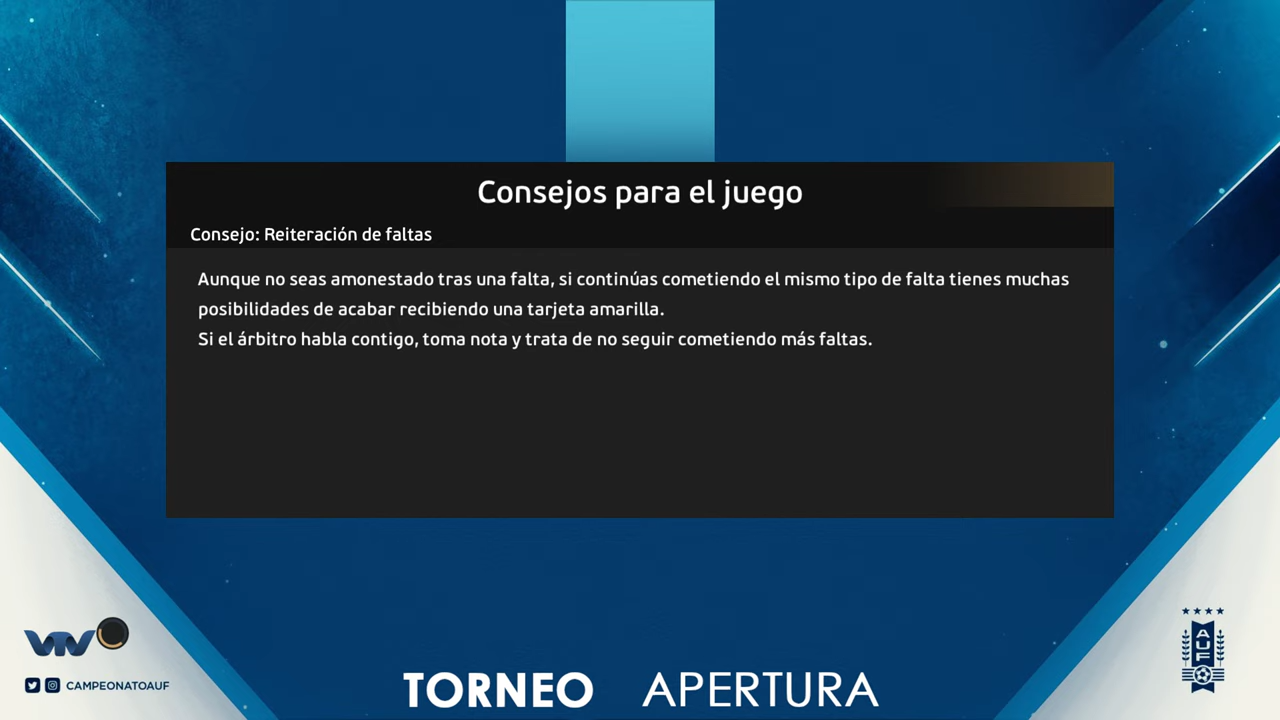 Consejos para el juego
Consejo: Reiteración de faltas
Aunque no seas amonestado tras una falta, si continúas cometiendo el mismo tipo de falta tienes muchas
posibilidades de acabar recibiendo una tarjeta amarilla.
Si el árbitro habla contigo, toma nota y trata de no seguir cometiendo más faltas.
VTV
CAMPEONATOAUF
TORNEO APERTURA
AUF